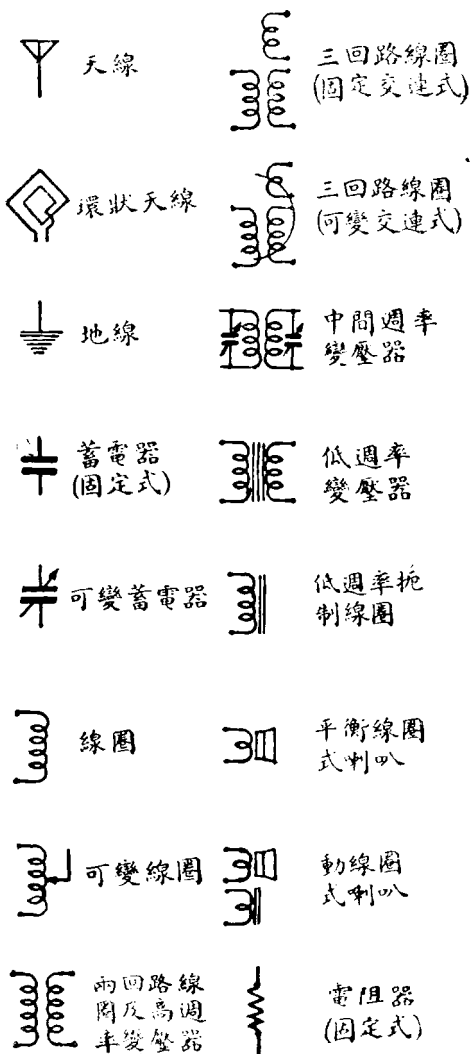 天線
環狀天線
地線
蓄電器
(固定式)
可變蓄電器
線圈
可變線圈
兩回路線
圈及高週
率變壓器
三回路線圈
(固定交連式)
三回路線圈
(可變交連式)
中間週率
變壓器
低週率
變壓器
低週率扼
制線圈
平衡線圈
式喇叭
動線圈
式喇叭
電阻器
(固定式)